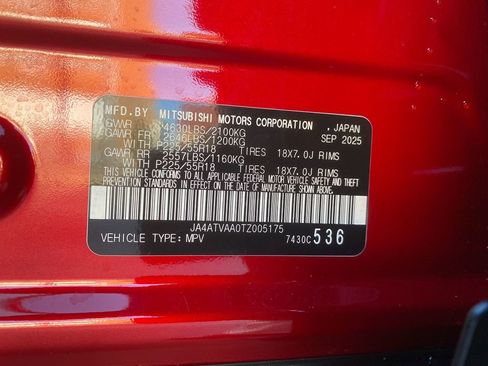 MFD.BY MITSUBISHI MOTORS CORPORATION , JAPAN
GVWR 4630LBS/2100KG SEP 2025
GAWR FR 2646LBS/1200KG
WITH P225/55R18 18X7.0J RIMS
GAWR RR 2557LBS/1160KG
WITH P225/55R18 18X7.0J RIMS
THIS VEHICLE CONFORMS TO ALL APPLICABLE FEDERAL MOTOR VEHICLE SAFETY
AND THEFT PREVENTION STANDARDS IN EFFECT ON THE DATE OF MANUFACTURE
SHOWN ABOVE.
JA4ATVAA0TZ005175
VEHICLE TYPE: MPV 7430C 536